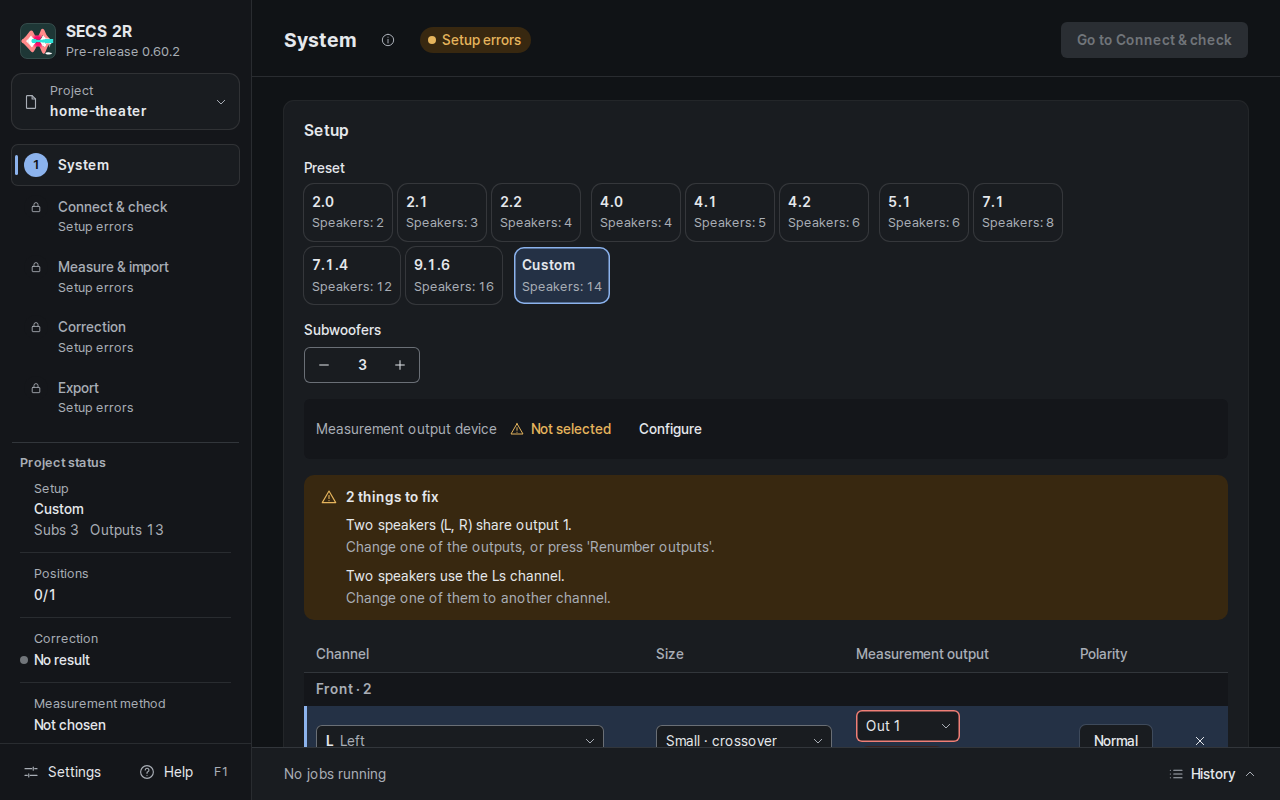 SECS 2R
Pre-release 0.60.2
Project
home-theater
1 System
Connect & check
Setup errors
Measure & import
Setup errors
Correction
Setup errors
Export
Setup errors
Project status
Setup
Custom
Subs 3 Outputs 13
Positions
0/1
Correction
No result
Measurement method
Not chosen
Settings Help F1
System Setup errors Go to Connect & check
Setup
Preset
2.0 2.1 2.2 4.0 4.1 4.2 5.1 7.1
Speakers: 2 Speakers: 3 Speakers: 4 Speakers: 4 Speakers: 5 Speakers: 6 Speakers: 6 Speakers: 8
7.1.4 9.1.6 Custom
Speakers: 12 Speakers: 16 Speakers: 14
Subwoofers
− 3 +
Measurement output device Not selected Configure
2 things to fix
Two speakers (L, R) share output 1.
Change one of the outputs, or press 'Renumber outputs'.
Two speakers use the Ls channel.
Change one of them to another channel.
Channel Size Measurement output Polarity
Front · 2
L Left Small · crossover Out 1 Normal
No jobs running History